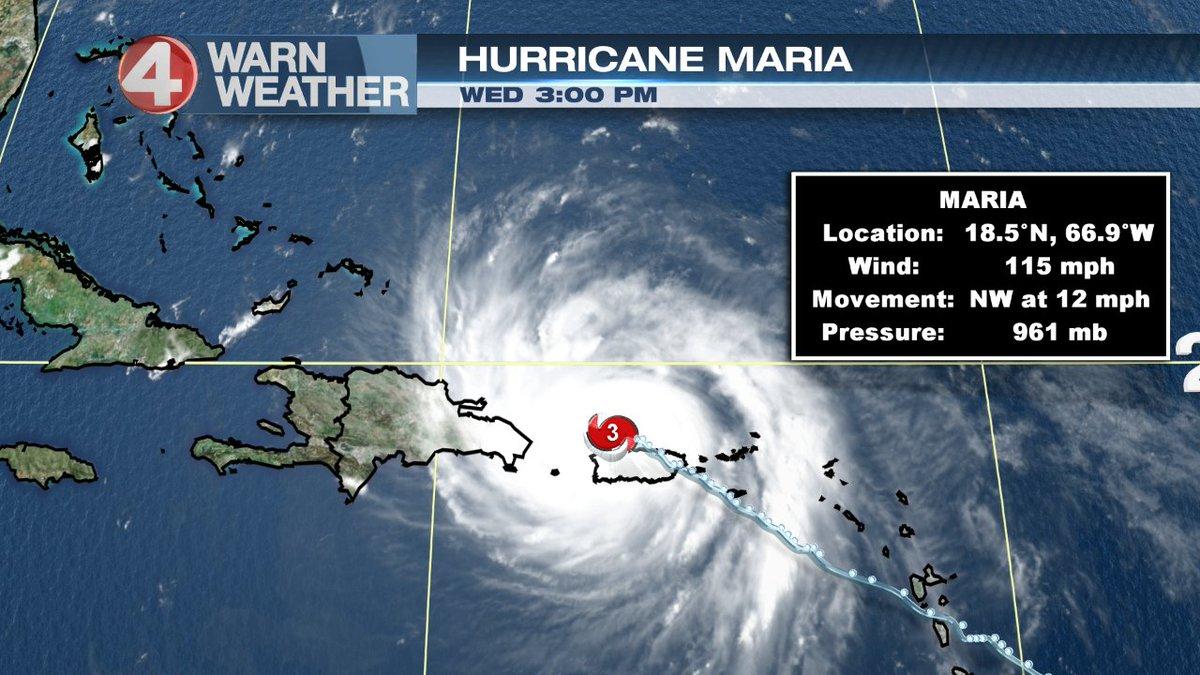 4 WARN
WEATHER
HURRICANE MARIA
WED 3:00 PM
MARIA
Location: 18.5°N, 66.9°W
Wind: 115 mph
Movement: NW at 12 mph
Pressure: 961 mb
3